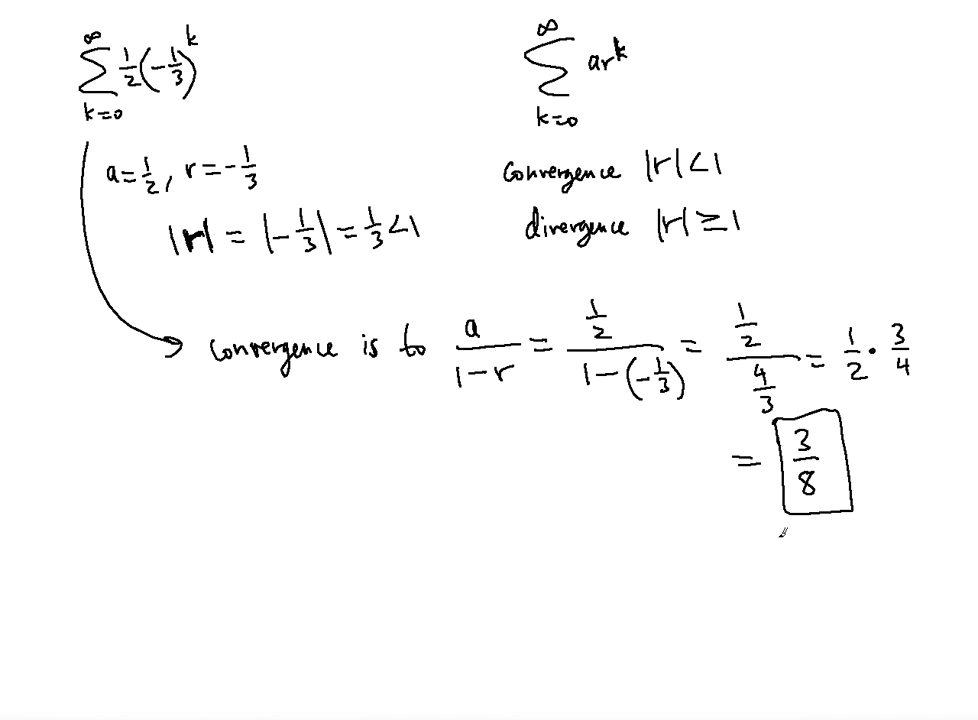 ∑_{k=0}^{∞} 1/2(-1/3)^k
a=1/2, r=-1/3
|r| = |-1/3| = 1/3 < 1
∑_{k=0}^{∞} ar^k
convergence |r|<1
divergence |r|≥1
convergence is to a/(1-r) = (1/2)/(1-(-1/3)) = (1/2)/(4/3) = 1/2 · 3/4
= 3/8